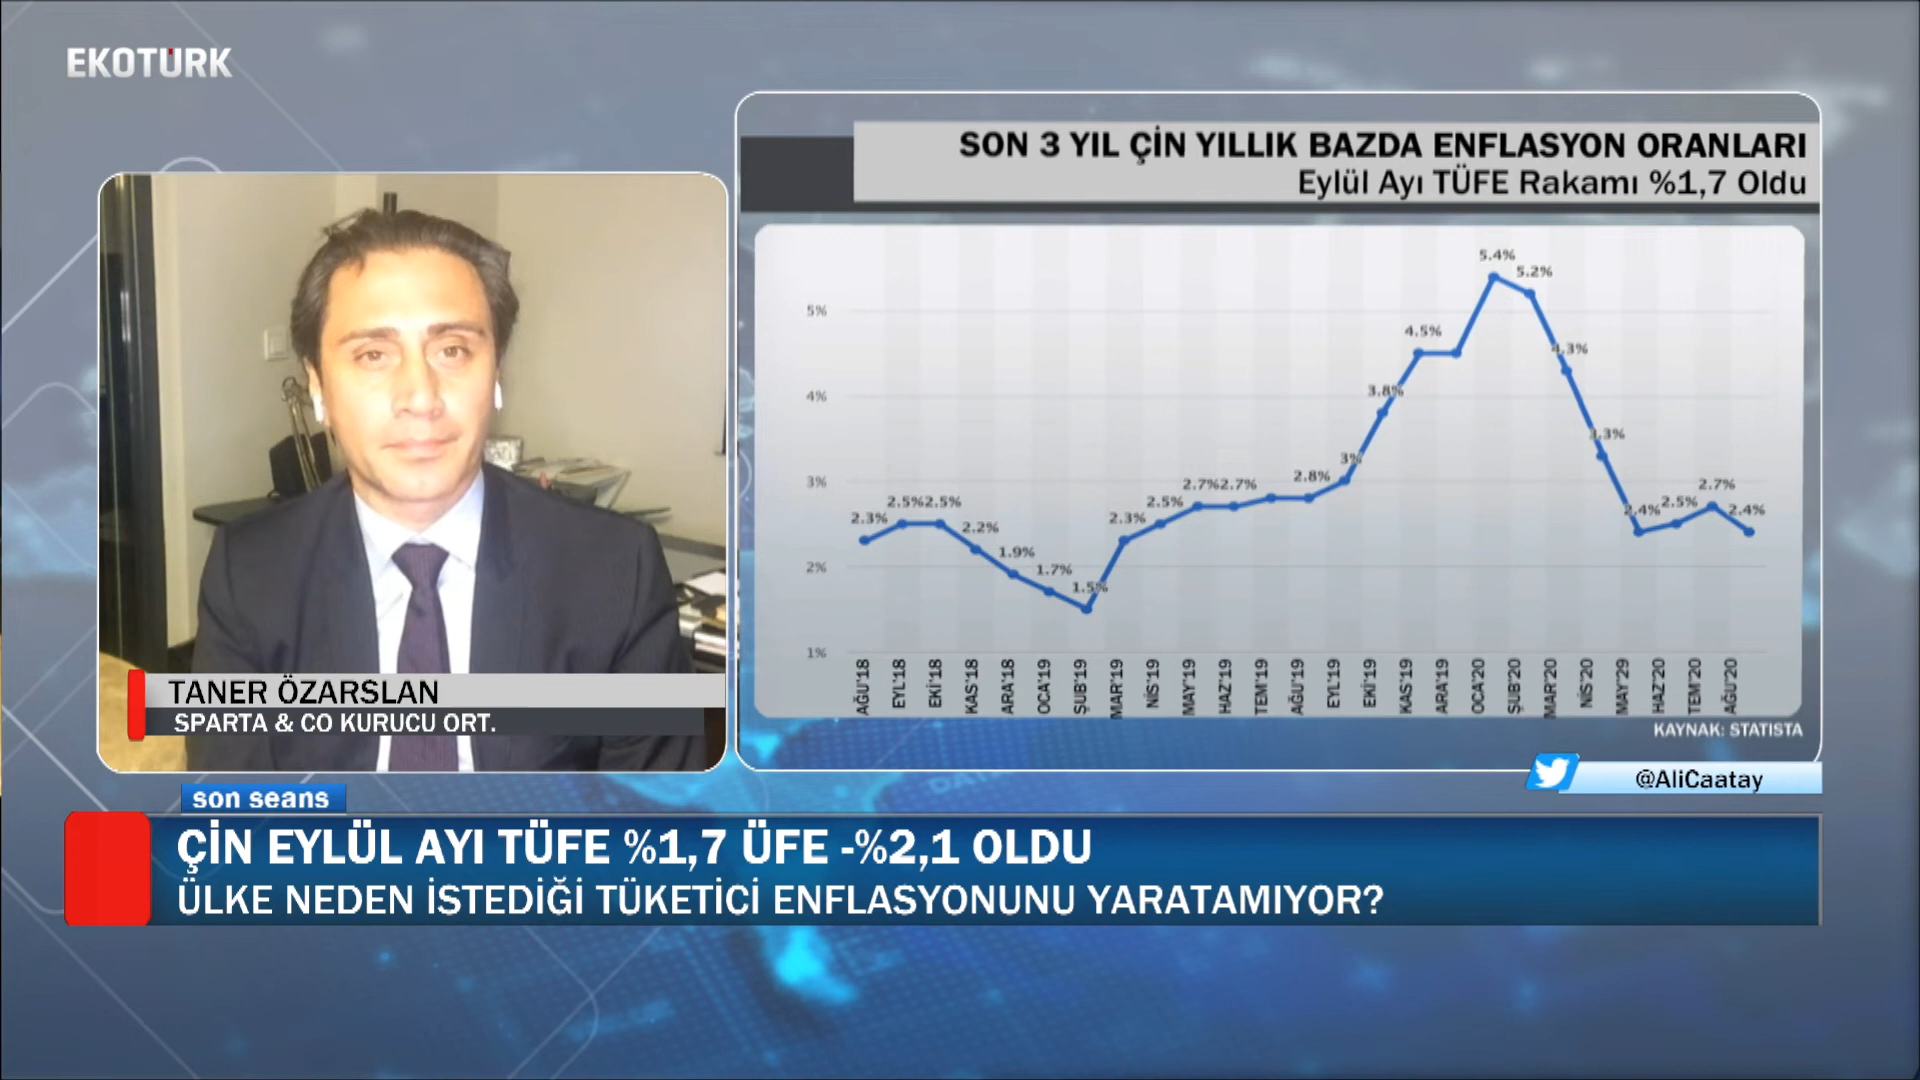 EKOTÜRK
SON 3 YIL ÇİN YILLIK BAZDA ENFLASYON ORANLARI
Eylül Ayı TÜFE Rakamı %1,7 Oldu
5%
4%
3%
2%
1%
2.3%
2.5%
2.5%
2.2%
1.9%
1.7%
1.5%
2.3%
2.5%
2.7%
2.7%
2.8%
3%
3.8%
4.5%
5.4%
5.2%
4.3%
3.3%
2.4%
2.5%
2.7%
2.4%
AĞU'18
EYL'18
EKİ'18
KAS'18
ARA'18
OCA'19
ŞUB'19
MAR'19
NİS'19
MAY'19
HAZ'19
TEM'19
AĞU'19
EYL'19
EKİ'19
KAS'19
ARA'19
OCA'20
ŞUB'20
MAR'20
NİS'20
MAY'29
HAZ'20
TEM'20
AĞU'20
KAYNAK: STATISTA
TANER ÖZARSLAN
SPARTA & CO KURUCU ORT.
@AliCaatay
son seans
ÇİN EYLÜL AYI TÜFE %1,7 ÜFE -%2,1 OLDU
ÜLKE NEDEN İSTEDİĞİ TÜKETİCİ ENFLASYONUNU YARATAMIYOR?